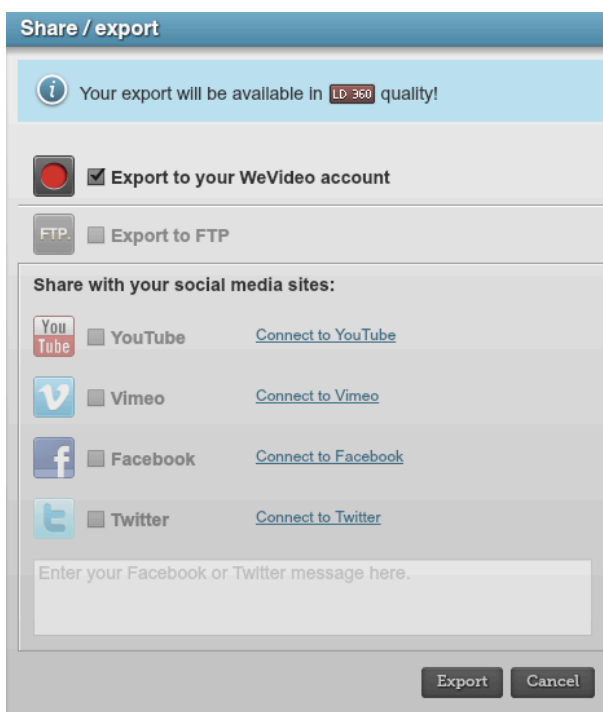 Share / export
Your export will be available in LD 360 quality!
Export to your WeVideo account
FTP. Export to FTP
Share with your social media sites:
You Tube YouTube Connect to YouTube
Vimeo Connect to Vimeo
Facebook Connect to Facebook
Twitter Connect to Twitter
Enter your Facebook or Twitter message here.
Export Cancel